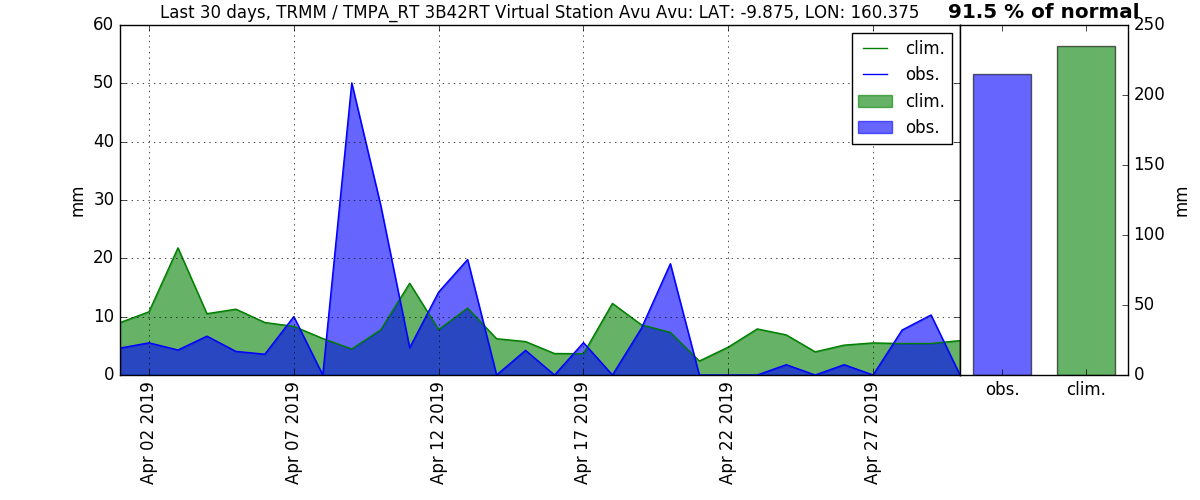 Last 30 days, TRMM / TMPA_RT 3B42RT Virtual Station Avu Avu: LAT: -9.875, LON: 160.375
91.5 % of normal
60
50
40
30
20
10
0
mm
clim.
obs.
clim.
obs.
Apr 02 2019
Apr 07 2019
Apr 12 2019
Apr 17 2019
Apr 22 2019
Apr 27 2019
250
200
150
100
50
0
mm
obs.
clim.